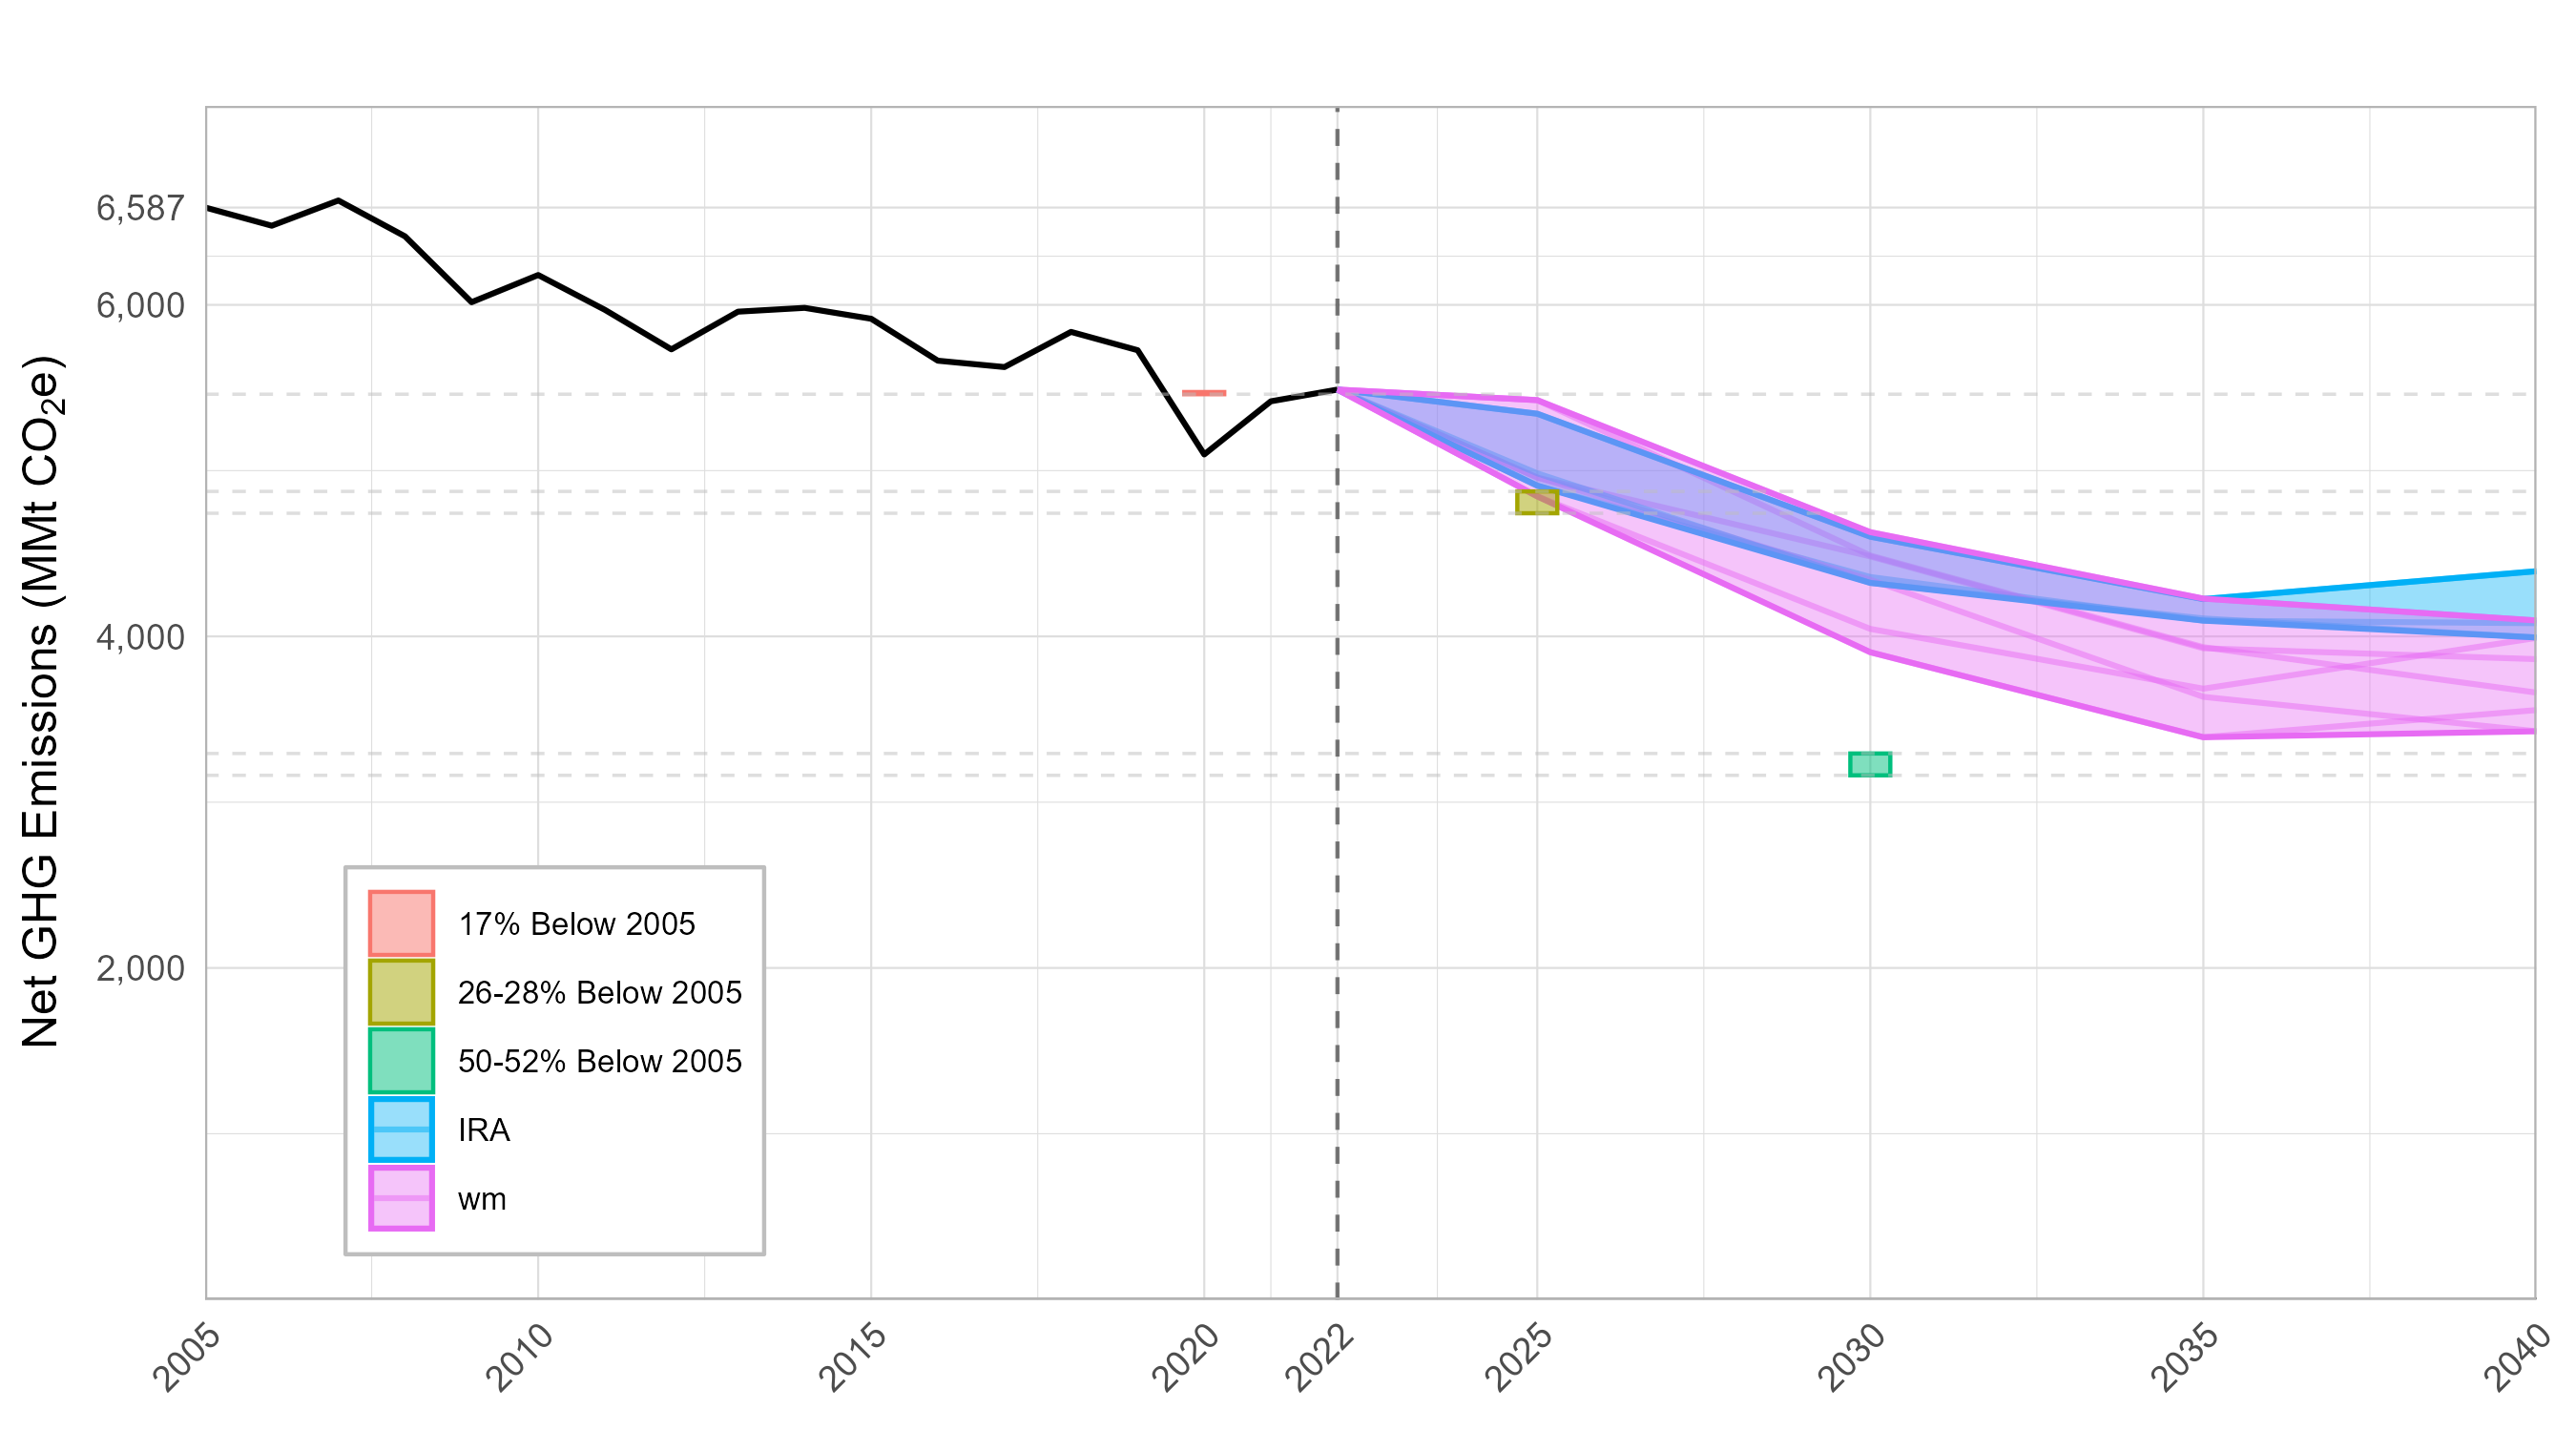 Net GHG Emissions (MMt CO₂e)
6,587
6,000
4,000
2,000
17% Below 2005
26-28% Below 2005
50-52% Below 2005
IRA
wm
2005
2010
2015
2020
2022
2025
2030
2035
2040